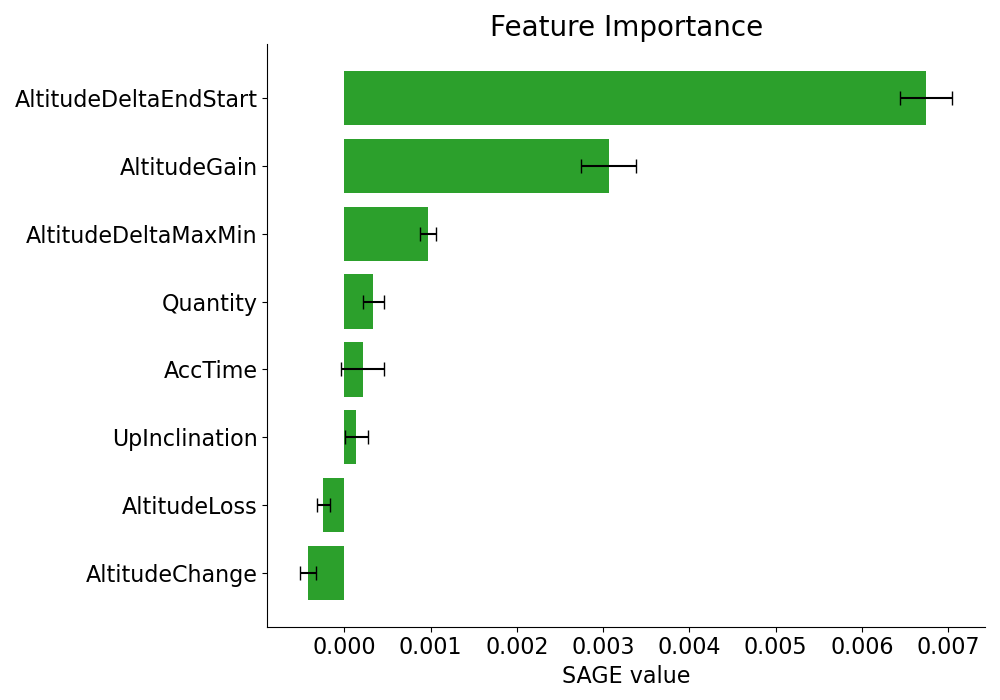 Feature Importance
AltitudeDeltaEndStart
AltitudeGain
AltitudeDeltaMaxMin
Quantity
AccTime
UpInclination
AltitudeLoss
AltitudeChange
0.000 0.001 0.002 0.003 0.004 0.005 0.006 0.007
SAGE value